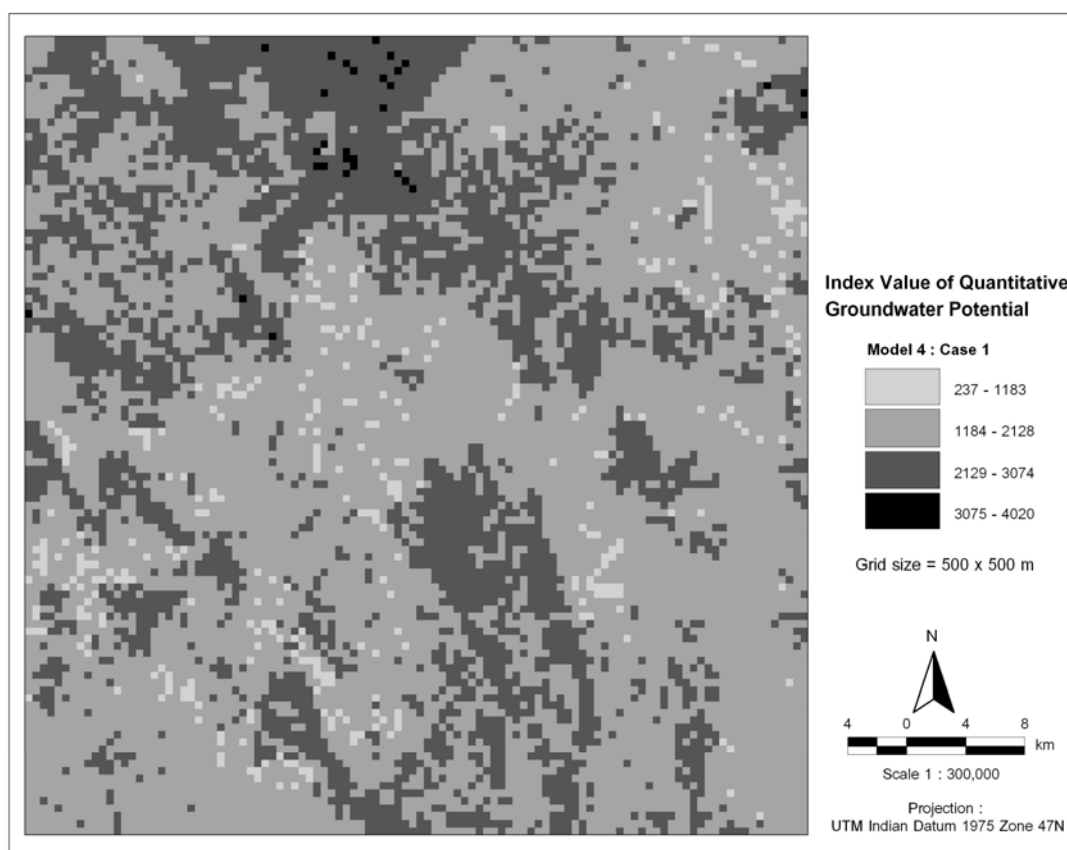 Index Value of Quantitative
Groundwater Potential
Model 4 : Case 1
237 - 1183
1184 - 2128
2129 - 3074
3075 - 4020
Grid size = 500 x 500 m
N
4 0 4 8
km
Scale 1 : 300,000
Projection :
UTM Indian Datum 1975 Zone 47N